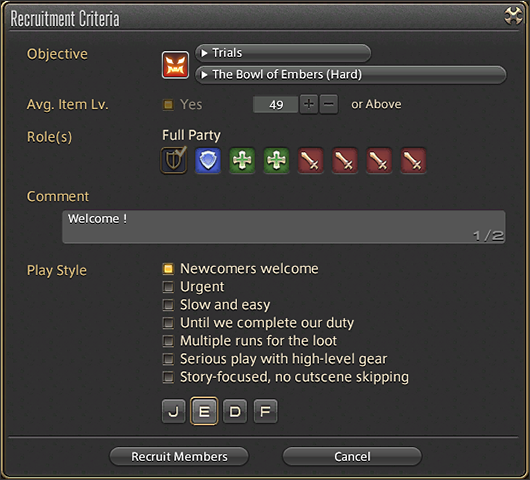 Recruitment Criteria
Objective
Trials
The Bowl of Embers (Hard)
Avg. Item Lv.
Yes
49
or Above
Role(s)
Full Party
Comment
Welcome !
1/2
Play Style
Newcomers welcome
Urgent
Slow and easy
Until we complete our duty
Multiple runs for the loot
Serious play with high-level gear
Story-focused, no cutscene skipping
J E D F
Recruit Members
Cancel